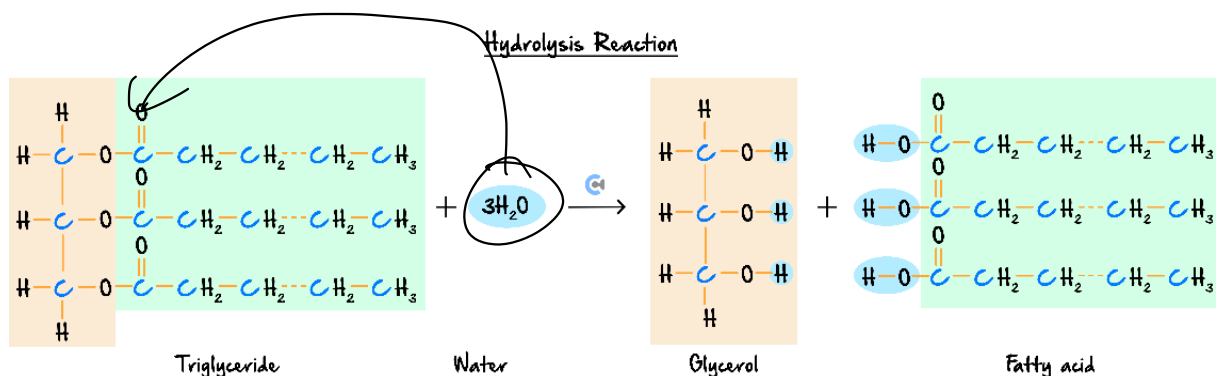 Hydrolysis Reaction
H O H O O
H—C—O—C—CH₂—CH₂---CH₂—CH₃ H—C—O—H H—O—C—CH₂—CH₂---CH₂—CH₃
O O
H—C—O—C—CH₂—CH₂---CH₂—CH₃ + 3H₂O → H—C—O—H + H—O—C—CH₂—CH₂---CH₂—CH₃
O O
H—C—O—C—CH₂—CH₂---CH₂—CH₃ H—C—O—H H—O—C—CH₂—CH₂---CH₂—CH₃
H H
Triglyceride Water Glycerol Fatty acid